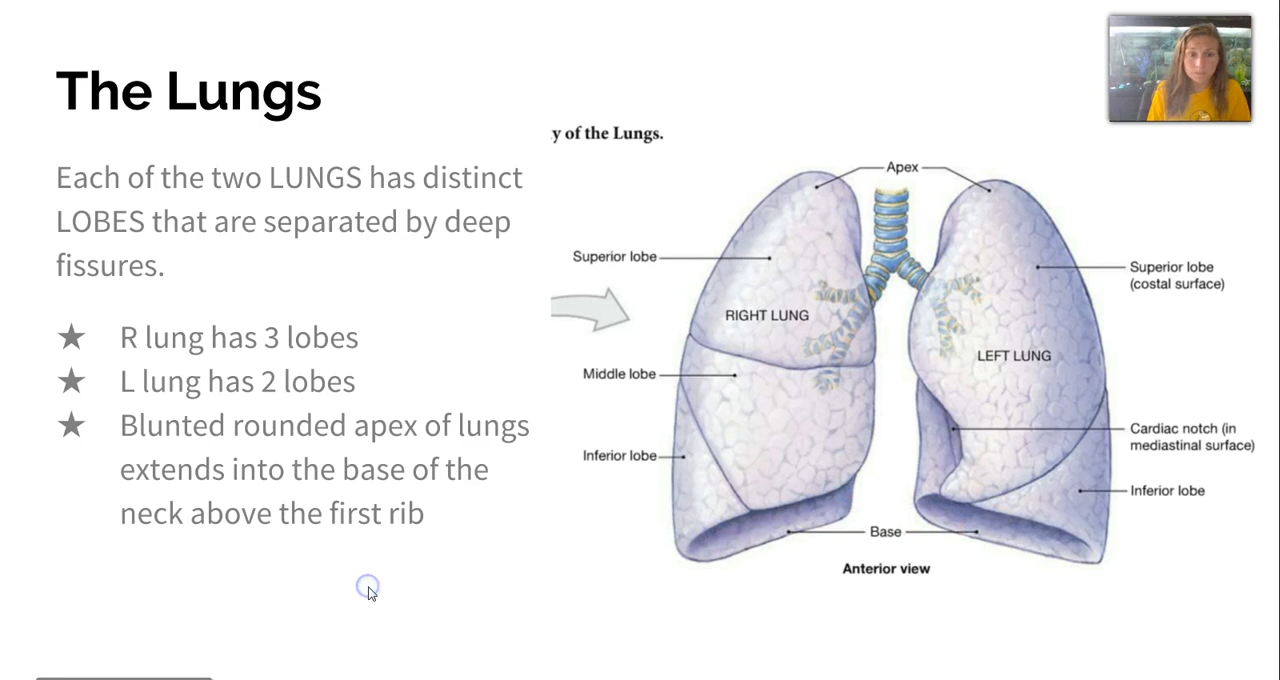 The Lungs
Each of the two LUNGS has distinct
LOBES that are separated by deep
fissures.
★ R lung has 3 lobes
★ L lung has 2 lobes
★ Blunted rounded apex of lungs
extends into the base of the
neck above the first rib
y of the Lungs.
Apex
Superior lobe
Superior lobe
(costal surface)
RIGHT LUNG
LEFT LUNG
Middle lobe
Cardiac notch (in
mediastinal surface)
Inferior lobe
Inferior lobe
Base
Anterior view